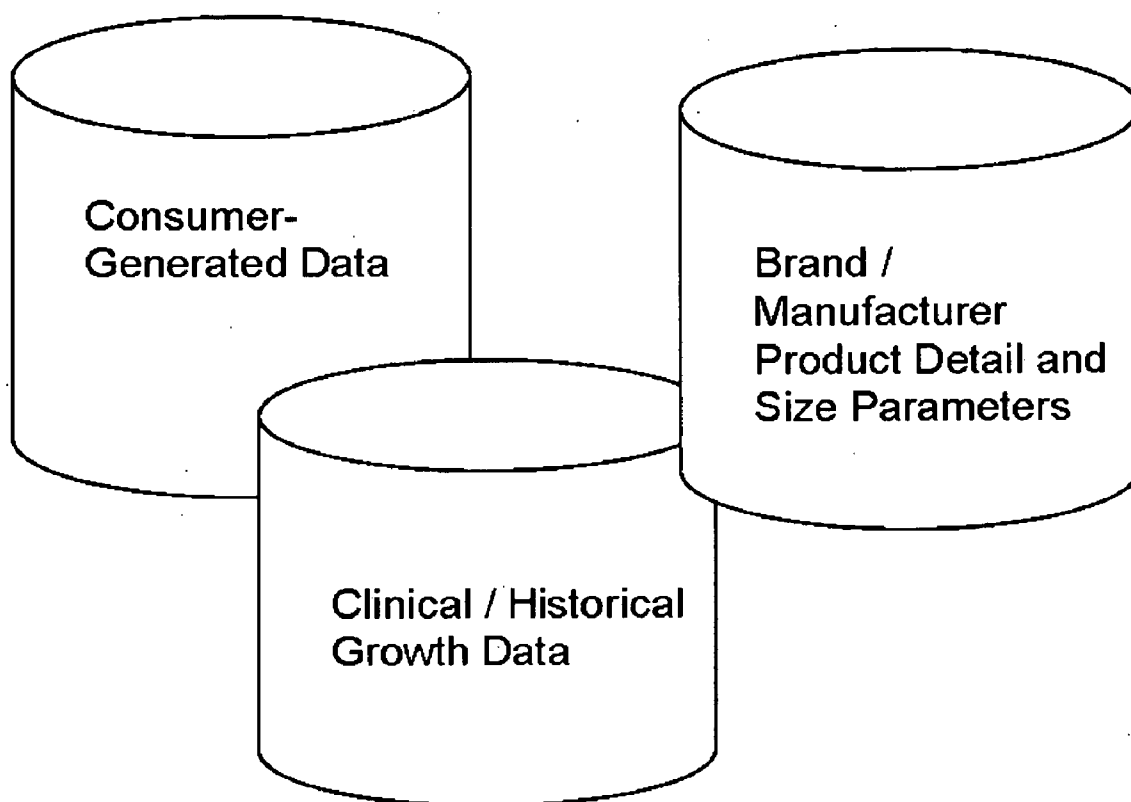 Consumer-
Generated Data
Brand /
Manufacturer
Product Detail and
Size Parameters
Clinical / Historical
Growth Data